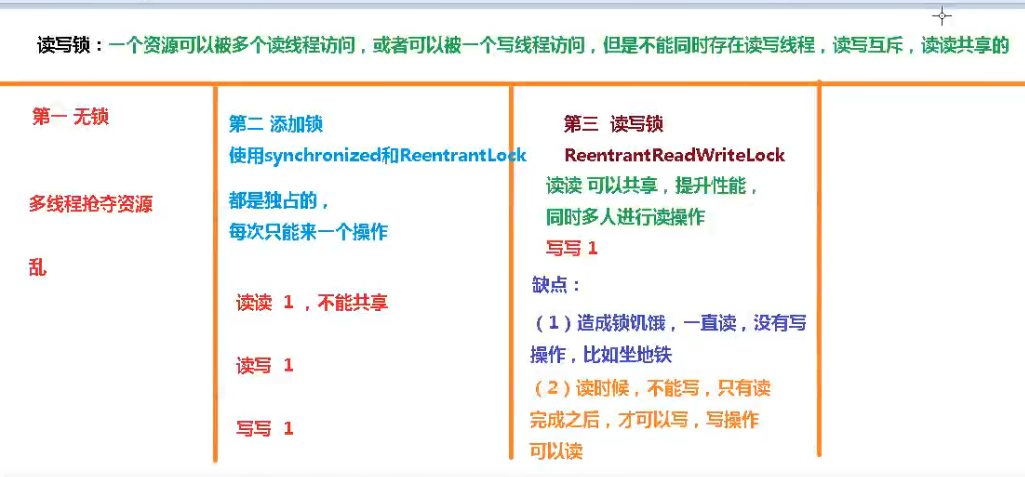 读写锁：一个资源可以被多个读线程访问，或者可以被一个写线程访问，但是不能同时存在读写线程，读写互斥，读读共享的
第一 无锁
多线程抢夺资源
乱
第二 添加锁
使用synchronized和ReentrantLock
都是独占的，
每次只能来一个操作
读读 1 ，不能共享
读写 1
写写 1
第三 读写锁
ReentrantReadWriteLock
读读 可以共享，提升性能，
同时多人进行读操作
写写 1
缺点：
（1）造成锁饥饿，一直读，没有写
操作，比如坐地铁
（2）读时候，不能写，只有读
完成之后，才可以写，写操作
可以读